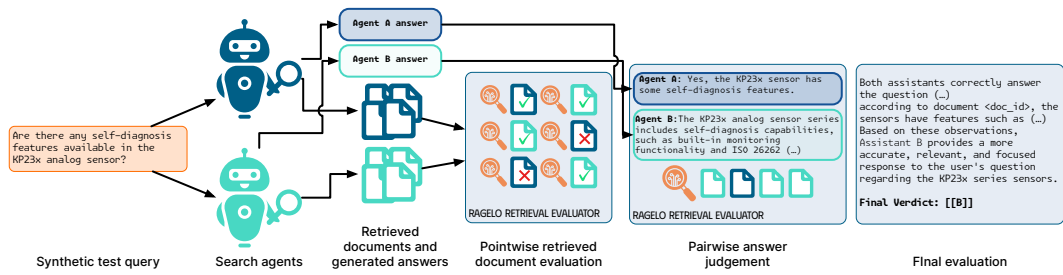 Are there any self-diagnosis
features available in the
KP23x analog sensor?
Agent A answer
Agent B answer
RAGELO RETRIEVAL EVALUATOR
Agent A: Yes, the KP23x sensor has
some self-diagnosis features.
Agent B:The KP23x analog sensor series
includes self-diagnosis capabilities,
such as built-in monitoring
functionality and ISO 26262 (…)
RAGELO RETRIEVAL EVALUATOR
Both assistants correctly answer
the question (…)
according to document <doc_id>, the
sensors have features such as (…)
Based on these observations,
Assistant B provides a more
accurate, relevant, and focused
response to the user's question
regarding the KP23x series sensors.
Final Verdict: [[B]]
Synthetic test query
Search agents
Retrieved
documents and
generated answers
Pointwise retrieved
document evaluation
Pairwise answer
judgement
FInal evaluation